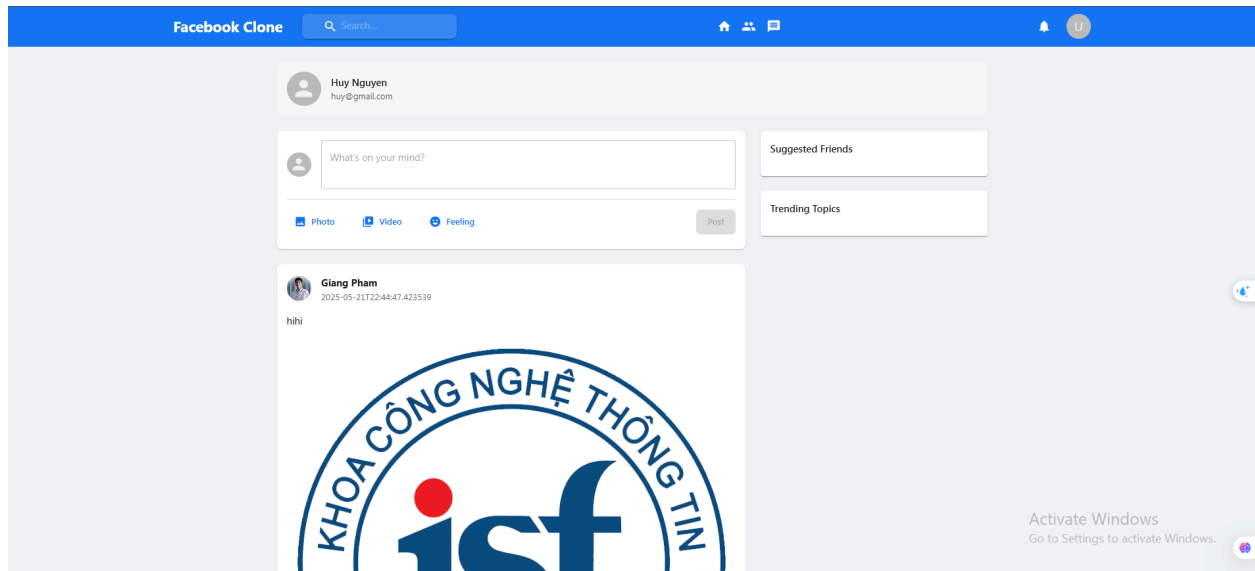 Facebook Clone
Search...
U
Huy Nguyen
huy@gmail.com
What's on your mind?
Photo Video Feeling Post
Suggested Friends
Trending Topics
Giang Pham
2025-05-21T22:44:47.423539
hihi
KHOA CÔNG NGHỆ THÔNG TIN
isf
Activate Windows
Go to Settings to activate Windows.